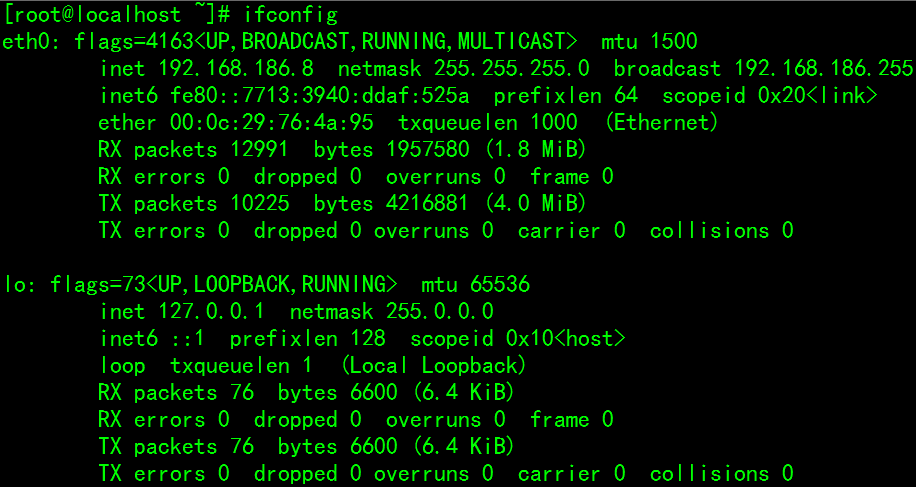 [root@localhost ~]# ifconfig
eth0: flags=4163<UP,BROADCAST,RUNNING,MULTICAST>  mtu 1500
        inet 192.168.186.8  netmask 255.255.255.0  broadcast 192.168.186.255
        inet6 fe80::7713:3940:ddaf:525a  prefixlen 64  scopeid 0x20<link>
        ether 00:0c:29:76:4a:95  txqueuelen 1000  (Ethernet)
        RX packets 12991  bytes 1957580 (1.8 MiB)
        RX errors 0  dropped 0  overruns 0  frame 0
        TX packets 10225  bytes 4216881 (4.0 MiB)
        TX errors 0  dropped 0 overruns 0  carrier 0  collisions 0

lo: flags=73<UP,LOOPBACK,RUNNING>  mtu 65536
        inet 127.0.0.1  netmask 255.0.0.0
        inet6 ::1  prefixlen 128  scopeid 0x10<host>
        loop  txqueuelen 1  (Local Loopback)
        RX packets 76  bytes 6600 (6.4 KiB)
        RX errors 0  dropped 0  overruns 0  frame 0
        TX packets 76  bytes 6600 (6.4 KiB)
        TX errors 0  dropped 0 overruns 0  carrier 0  collisions 0